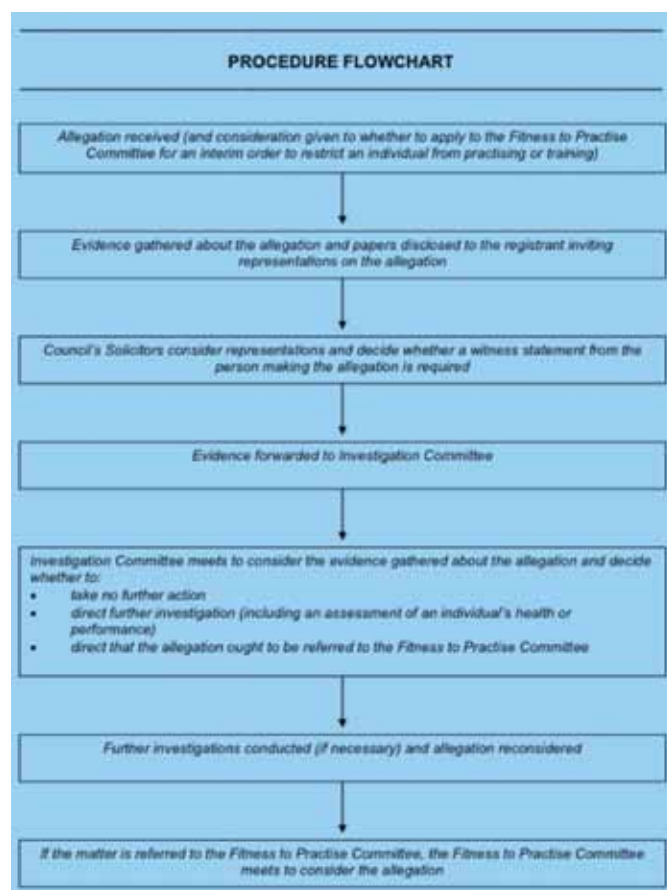 PROCEDURE FLOWCHART
Allegation received (and consideration given to whether to apply to the Fitness to Practise
Committee for an interim order to restrict an individual from practising or training)
Evidence gathered about the allegation and papers disclosed to the registrant inviting
representations on the allegation
Council's Solicitors consider representations and decide whether a witness statement from the
person making the allegation is required
Evidence forwarded to Investigation Committee
Investigation Committee meets to consider the evidence gathered about the allegation and decide
whether to:
• take no further action
• direct further investigation (including an assessment of an individual's health or
performance)
• direct that the allegation ought to be referred to the Fitness to Practise Committee
Further investigations conducted (if necessary) and allegation reconsidered
If the matter is referred to the Fitness to Practise Committee, the Fitness to Practise Committee
meets to consider the allegation